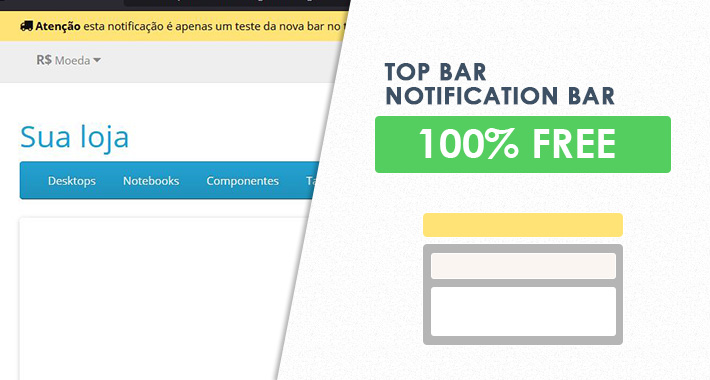 Atenção esta notificação é apenas um teste da nova bar no
R$ Moeda
Sua loja
Desktops Notebooks Componentes
TOP BAR
NOTIFICATION BAR
100% FREE